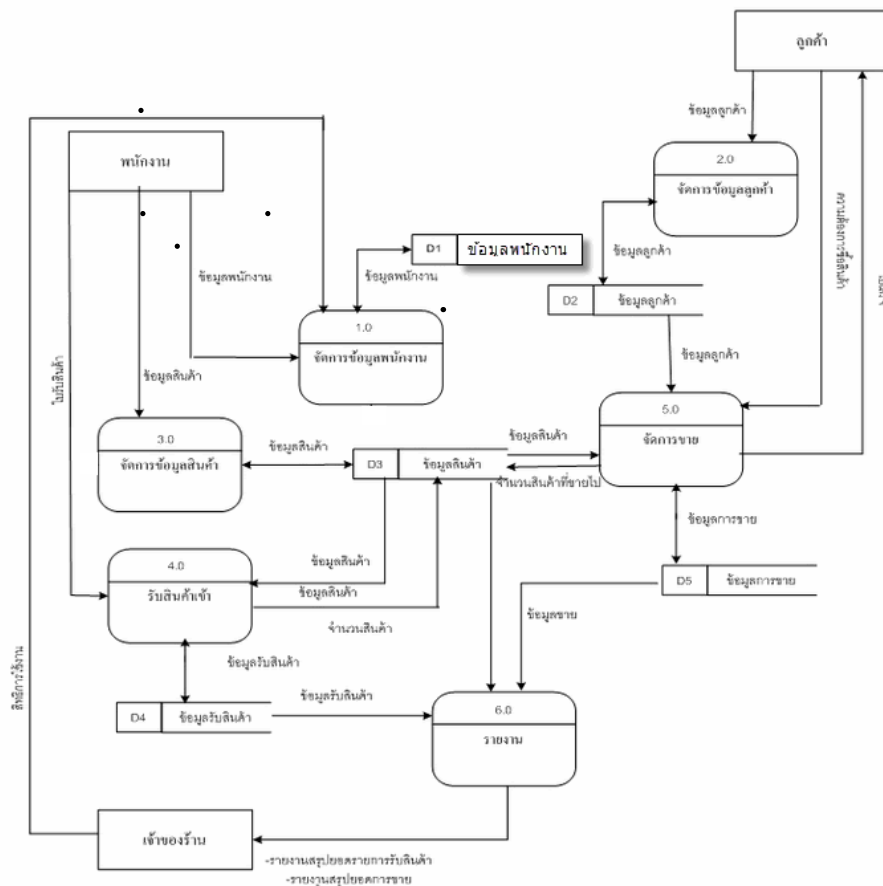 ลูกค้า
ข้อมูลลูกค้า
พนักงาน
2.0
จัดการข้อมูลลูกค้า
ความต้องการซื้อสินค้า
D1 ข้อมูลพนักงาน
ข้อมูลพนักงาน
ข้อมูลพนักงาน
ข้อมูลลูกค้า
D2 ข้อมูลลูกค้า
1.0
จัดการข้อมูลพนักงาน
ข้อมูลลูกค้า
ใบรับสินค้า
ข้อมูลสินค้า
5.0
จัดการขาย
3.0
จัดการข้อมูลสินค้า
ข้อมูลสินค้า
D3 ข้อมูลสินค้า
ข้อมูลสินค้า
จำนวนสินค้าที่ขายไป
ข้อมูลการขาย
4.0
รับสินค้าเข้า
ข้อมูลสินค้า
ข้อมูลสินค้า
จำนวนสินค้า
D5 ข้อมูลการขาย
ข้อมูลขาย
ข้อมูลรับสินค้า
D4 ข้อมูลรับสินค้า
ข้อมูลรับสินค้า
6.0
รายงาน
สิทธิการใช้งาน
เจ้าของร้าน
-รายงานสรุปยอดรายการรับสินค้า
-รายงานสรุปยอดการขาย